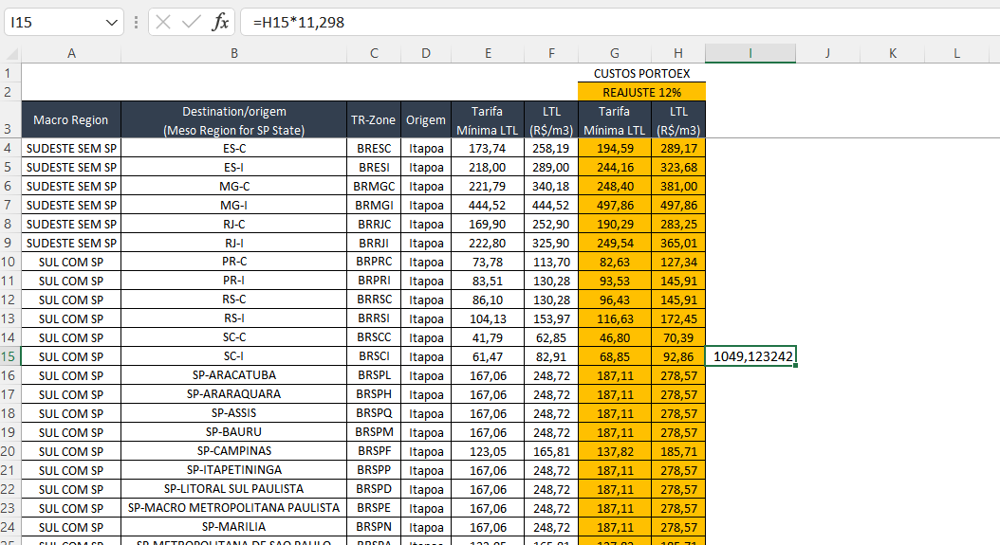 I15 fx =H15*11,298
A B C D E F G H I J K L
1 CUSTOS PORTOEX
2 REAJUSTE 12%
Macro Region Destination/origem (Meso Region for SP State) TR-Zone Origem Tarifa Mínima LTL LTL (R$/m3) Tarifa Mínima LTL LTL (R$/m3)
3
4 SUDESTE SEM SP ES-C BRESC Itapoa 173,74 258,19 194,59 289,17
5 SUDESTE SEM SP ES-I BRESI Itapoa 218,00 289,00 244,16 323,68
6 SUDESTE SEM SP MG-C BRMGC Itapoa 221,79 340,18 248,40 381,00
7 SUDESTE SEM SP MG-I BRMGI Itapoa 444,52 444,52 497,86 497,86
8 SUDESTE SEM SP RJ-C BRRJC Itapoa 169,90 252,90 190,29 283,25
9 SUDESTE SEM SP RJ-I BRRJI Itapoa 222,80 325,90 249,54 365,01
10 SUL COM SP PR-C BRPRC Itapoa 73,78 113,70 82,63 127,34
11 SUL COM SP PR-I BRPRI Itapoa 83,51 130,28 93,53 145,91
12 SUL COM SP RS-C BRRSC Itapoa 86,10 130,28 96,43 145,91
13 SUL COM SP RS-I BRRSI Itapoa 104,13 153,97 116,63 172,45
14 SUL COM SP SC-C BRSCC Itapoa 41,79 62,85 46,80 70,39
15 SUL COM SP SC-I BRSCI Itapoa 61,47 82,91 68,85 92,86 1049,123242
16 SUL COM SP SP-ARACATUBA BRSPL Itapoa 167,06 248,72 187,11 278,57
17 SUL COM SP SP-ARARAQUARA BRSPH Itapoa 167,06 248,72 187,11 278,57
18 SUL COM SP SP-ASSIS BRSPQ Itapoa 167,06 248,72 187,11 278,57
19 SUL COM SP SP-BAURU BRSPM Itapoa 167,06 248,72 187,11 278,57
20 SUL COM SP SP-CAMPINAS BRSPF Itapoa 123,05 165,81 137,82 185,71
21 SUL COM SP SP-ITAPETININGA BRSPP Itapoa 167,06 248,72 187,11 278,57
22 SUL COM SP SP-LITORAL SUL PAULISTA BRSPD Itapoa 167,06 248,72 187,11 278,57
23 SUL COM SP SP-MACRO METROPOLITANA PAULISTA BRSPE Itapoa 167,06 248,72 187,11 278,57
24 SUL COM SP SP-MARILIA BRSPN Itapoa 167,06 248,72 187,11 278,57
25 SUL COM SP SP-METROPOLITANA DE SAO PAULO BRSPA Itapoa